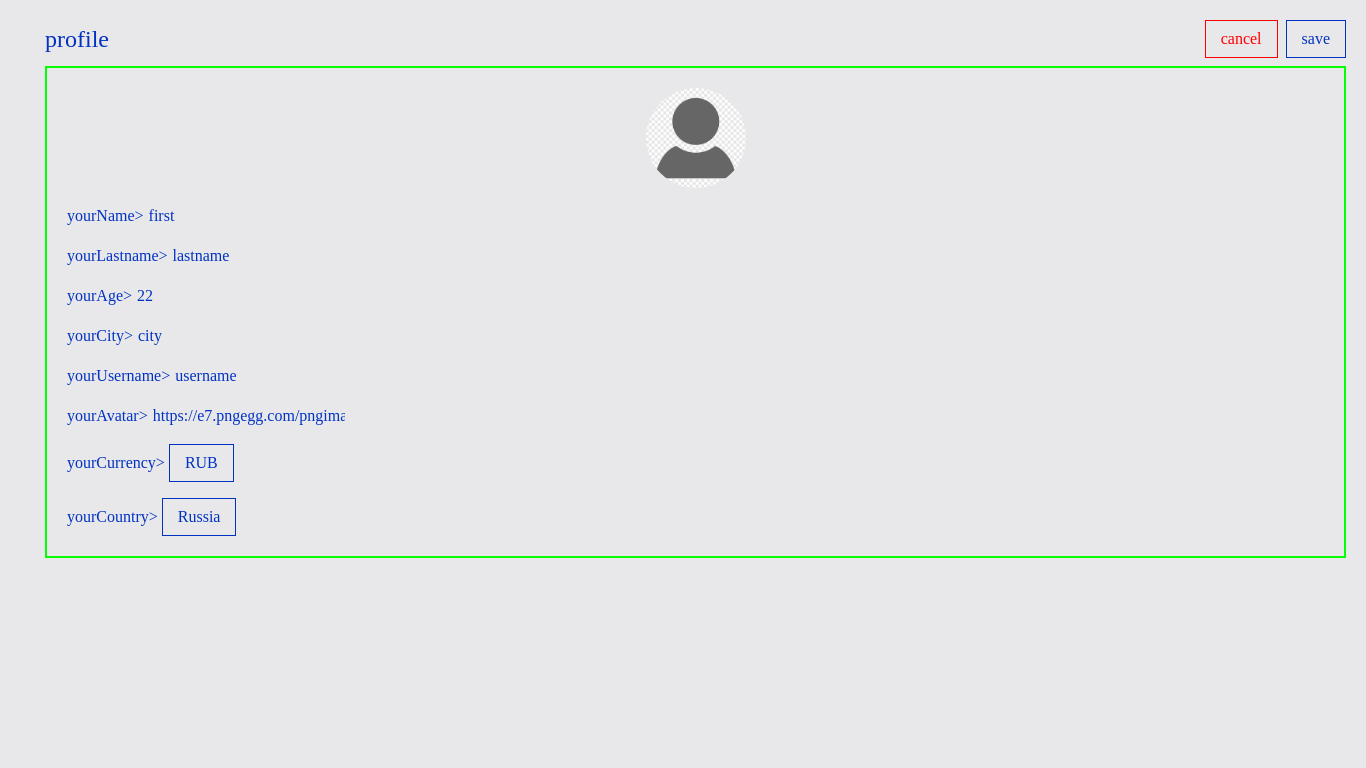 profile
cancel
save
yourName> first
yourLastname> lastname
yourAge> 22
yourCity> city
yourUsername> username
yourAvatar> https://e7.pngegg.com/pngima
yourCurrency> RUB
yourCountry> Russia